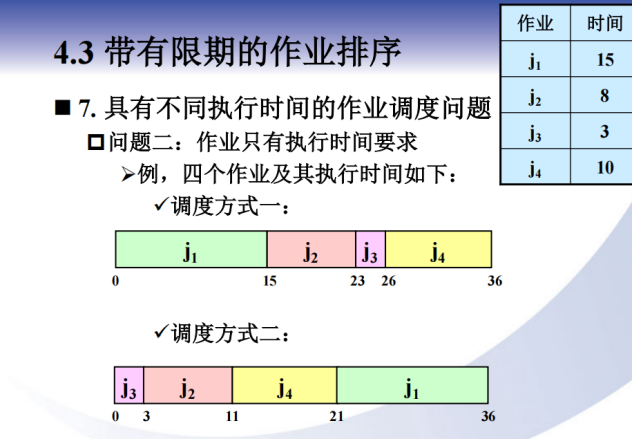 4.3 带有限期的作业排序
作业 时间
j₁ 15
j₂ 8
j₃ 3
j₄ 10
7. 具有不同执行时间的作业调度问题
问题二：作业只有执行时间要求
例，四个作业及其执行时间如下：
调度方式一：
j₁ j₂ j₃ j₄
0 15 23 26 36
调度方式二：
j₃ j₂ j₄ j₁
0 3 11 21 36